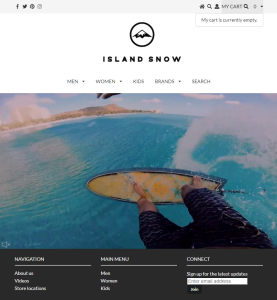 MY CART 0
My cart is currently empty.
ISLAND SNOW
MEN WOMEN KIDS BRANDS SEARCH
NAVIGATION MAIN MENU CONNECT
About us Men Sign up for the latest updates
Videos Women Enter email address
Store locations Kids Join